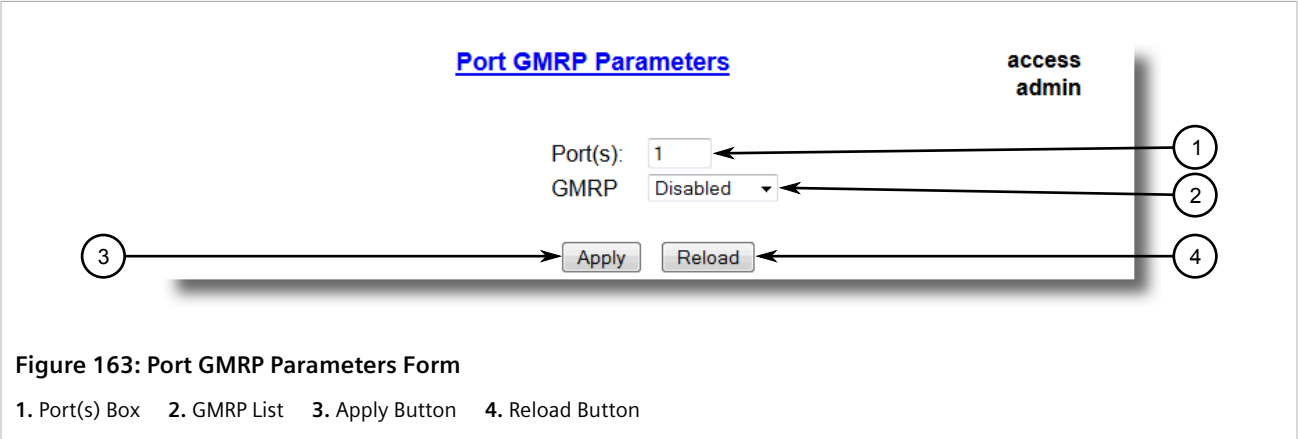 Port GMRP Parameters
access
admin
Port(s): 1
1
GMRP Disabled
2
3
Apply Reload
4
Figure 163: Port GMRP Parameters Form
1. Port(s) Box 2. GMRP List 3. Apply Button 4. Reload Button